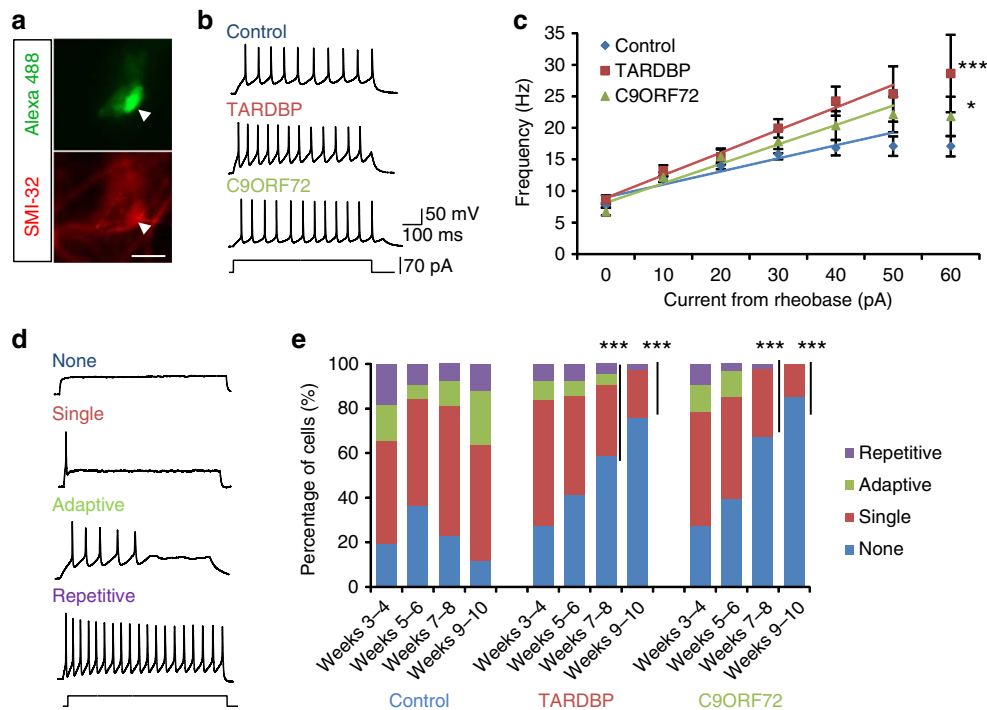 a
Alexa 488
SMI-32
b
Control
TARDBP
C9ORF72
50 mV
100 ms
70 pA
c
Frequency (Hz)
35
30
25
20
15
10
5
0
Control
TARDBP
C9ORF72
***
*
0 10 20 30 40 50 60
Current from rheobase (pA)
d
None
Single
Adaptive
Repetitive
e
Percentage of cells (%)
100
80
60
40
20
0
*** *** *** ***
Weeks 3–4
Weeks 5–6
Weeks 7–8
Weeks 9–10
Weeks 3–4
Weeks 5–6
Weeks 7–8
Weeks 9–10
Weeks 3–4
Weeks 5–6
Weeks 7–8
Weeks 9–10
Control TARDBP C9ORF72
Repetitive
Adaptive
Single
None